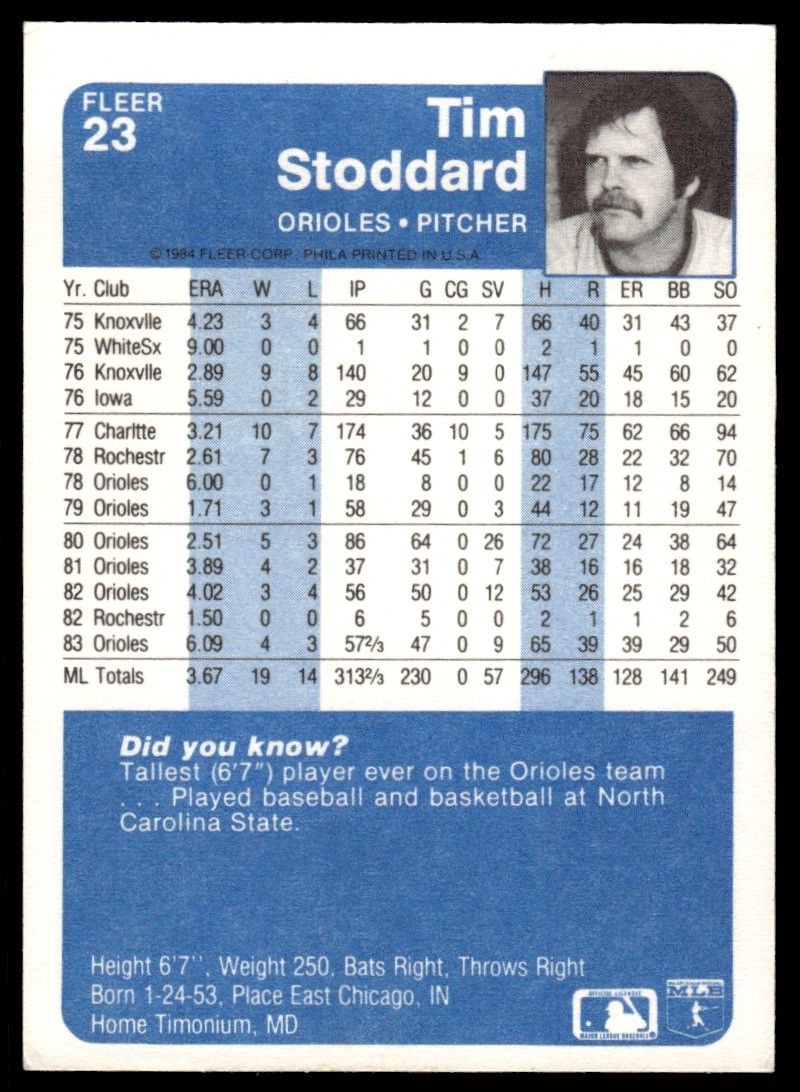 FLEER
23
Tim
Stoddard
ORIOLES • PITCHER
© 1984 FLEER CORP., PHILA PRINTED IN U.S.A.
Yr. Club ERA W L IP G CG SV H R ER BB SO
75 Knoxvlle 4.23 3 4 66 31 2 7 66 40 31 43 37
75 WhiteSx 9.00 0 0 1 1 0 0 2 1 1 0 0
76 Knoxvlle 2.89 9 8 140 20 9 0 147 55 45 60 62
76 Iowa 5.59 0 2 29 12 0 0 37 20 18 15 20
77 Charltte 3.21 10 7 174 36 10 5 175 75 62 66 94
78 Rochestr 2.61 7 3 76 45 1 6 80 28 22 32 70
78 Orioles 6.00 0 1 18 8 0 0 22 17 12 8 14
79 Orioles 1.71 3 1 58 29 0 3 44 12 11 19 47
80 Orioles 2.51 5 3 86 64 0 26 72 27 24 38 64
81 Orioles 3.89 4 2 37 31 0 7 38 16 16 18 32
82 Orioles 4.02 3 4 56 50 0 12 53 26 25 29 42
82 Rochestr 1.50 0 0 6 5 0 0 2 1 1 2 6
83 Orioles 6.09 4 3 572/3 47 0 9 65 39 39 29 50
ML Totals 3.67 19 14 3132/3 230 0 57 296 138 128 141 249
Did you know?
Tallest (6'7") player ever on the Orioles team
. . . Played baseball and basketball at North
Carolina State.
Height 6'7'', Weight 250, Bats Right, Throws Right
Born 1-24-53, Place East Chicago, IN
Home Timonium, MD
OFFICIAL LICENSEE
MAJOR LEAGUE BASEBALL
MLB